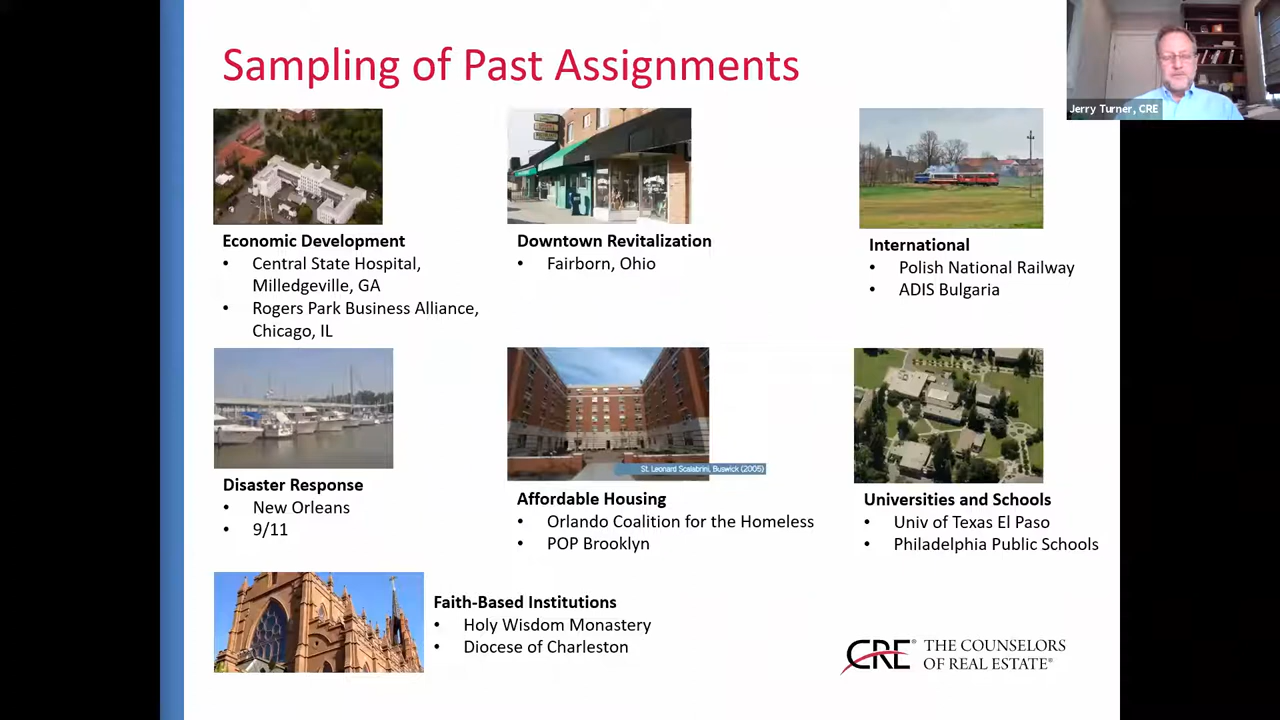 Sampling of Past Assignments
Jerry Turner, CRE
Economic Development
• Central State Hospital,
Milledgeville, GA
• Rogers Park Business Alliance,
Chicago, IL
Downtown Revitalization
• Fairborn, Ohio
International
• Polish National Railway
• ADIS Bulgaria
Disaster Response
• New Orleans
• 9/11
St. Leonard Scalabrini, Buswick (2005)
Affordable Housing
• Orlando Coalition for the Homeless
• POP Brooklyn
Universities and Schools
• Univ of Texas El Paso
• Philadelphia Public Schools
Faith-Based Institutions
• Holy Wisdom Monastery
• Diocese of Charleston
CRE® THE COUNSELORS
OF REAL ESTATE®